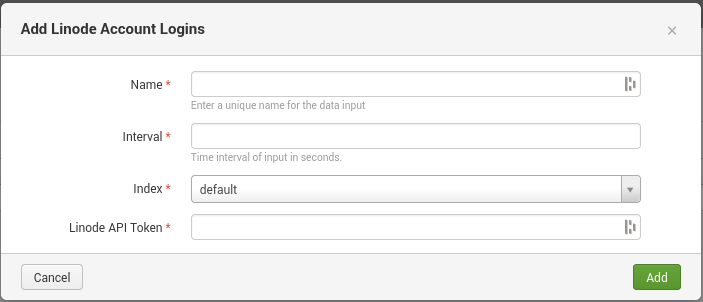 Add Linode Account Logins
×
Name *
Enter a unique name for the data input
Interval *
Time interval of input in seconds.
Index *
default
Linode API Token *
Cancel
Add